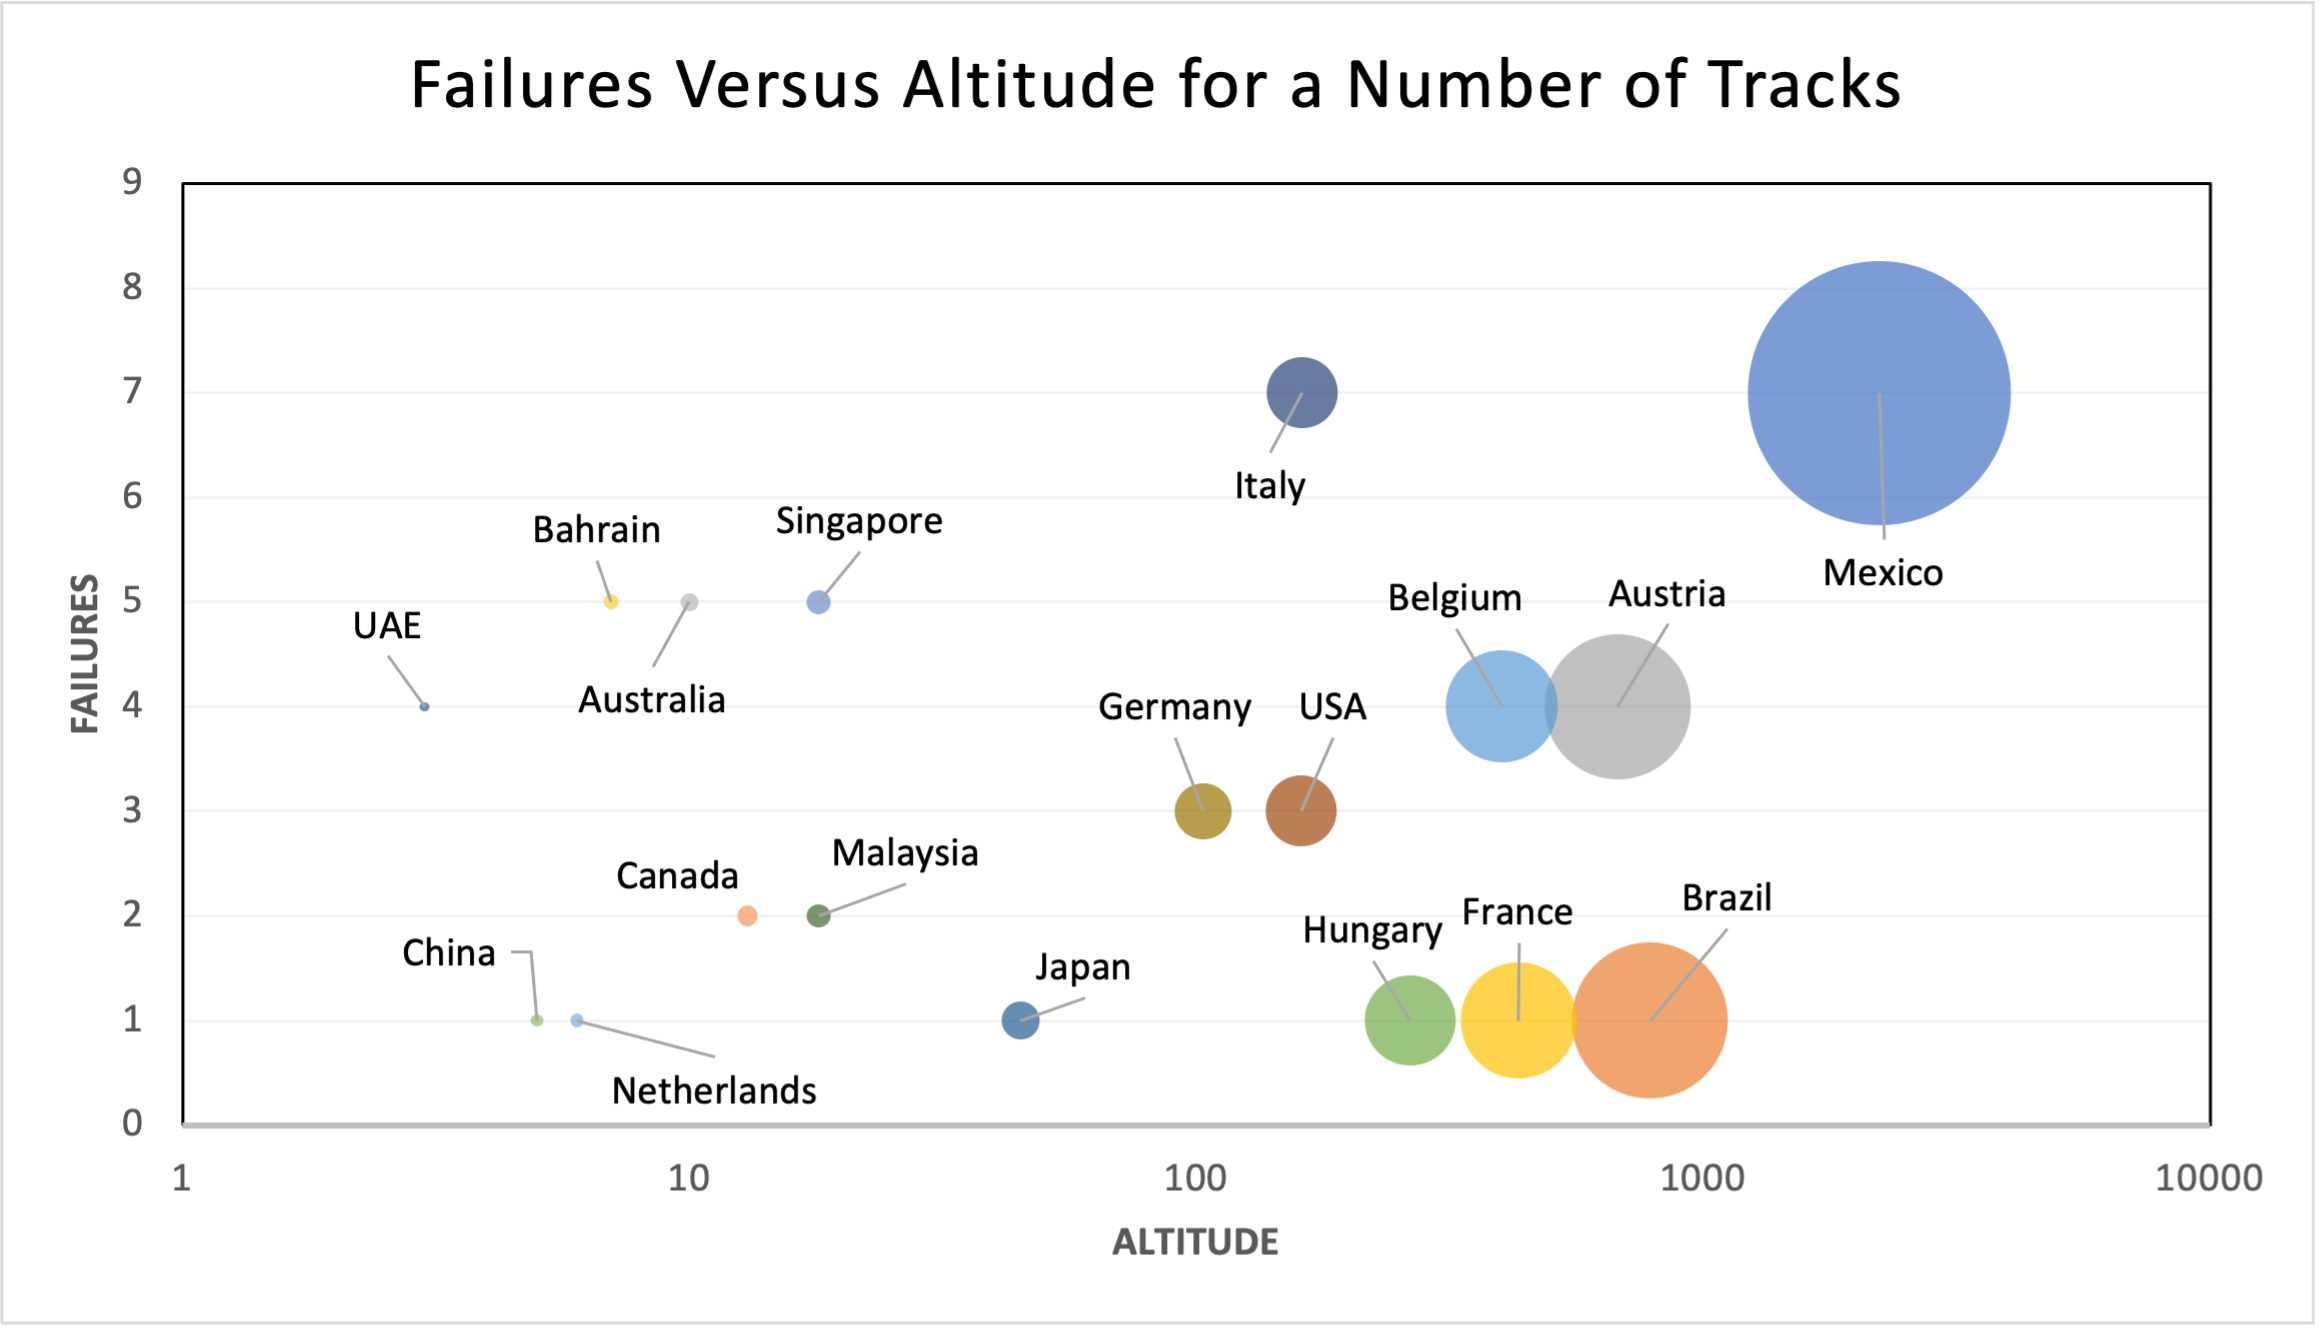 Failures Versus Altitude for a Number of Tracks
9
8
7
6
5
4
3
2
1
0
FAILURES
Italy
Mexico
Bahrain
Singapore
UAE
Australia
Belgium
Austria
Germany
USA
Canada
Malaysia
China
Netherlands
Japan
Hungary
France
Brazil
1
10
100
1000
10000
ALTITUDE